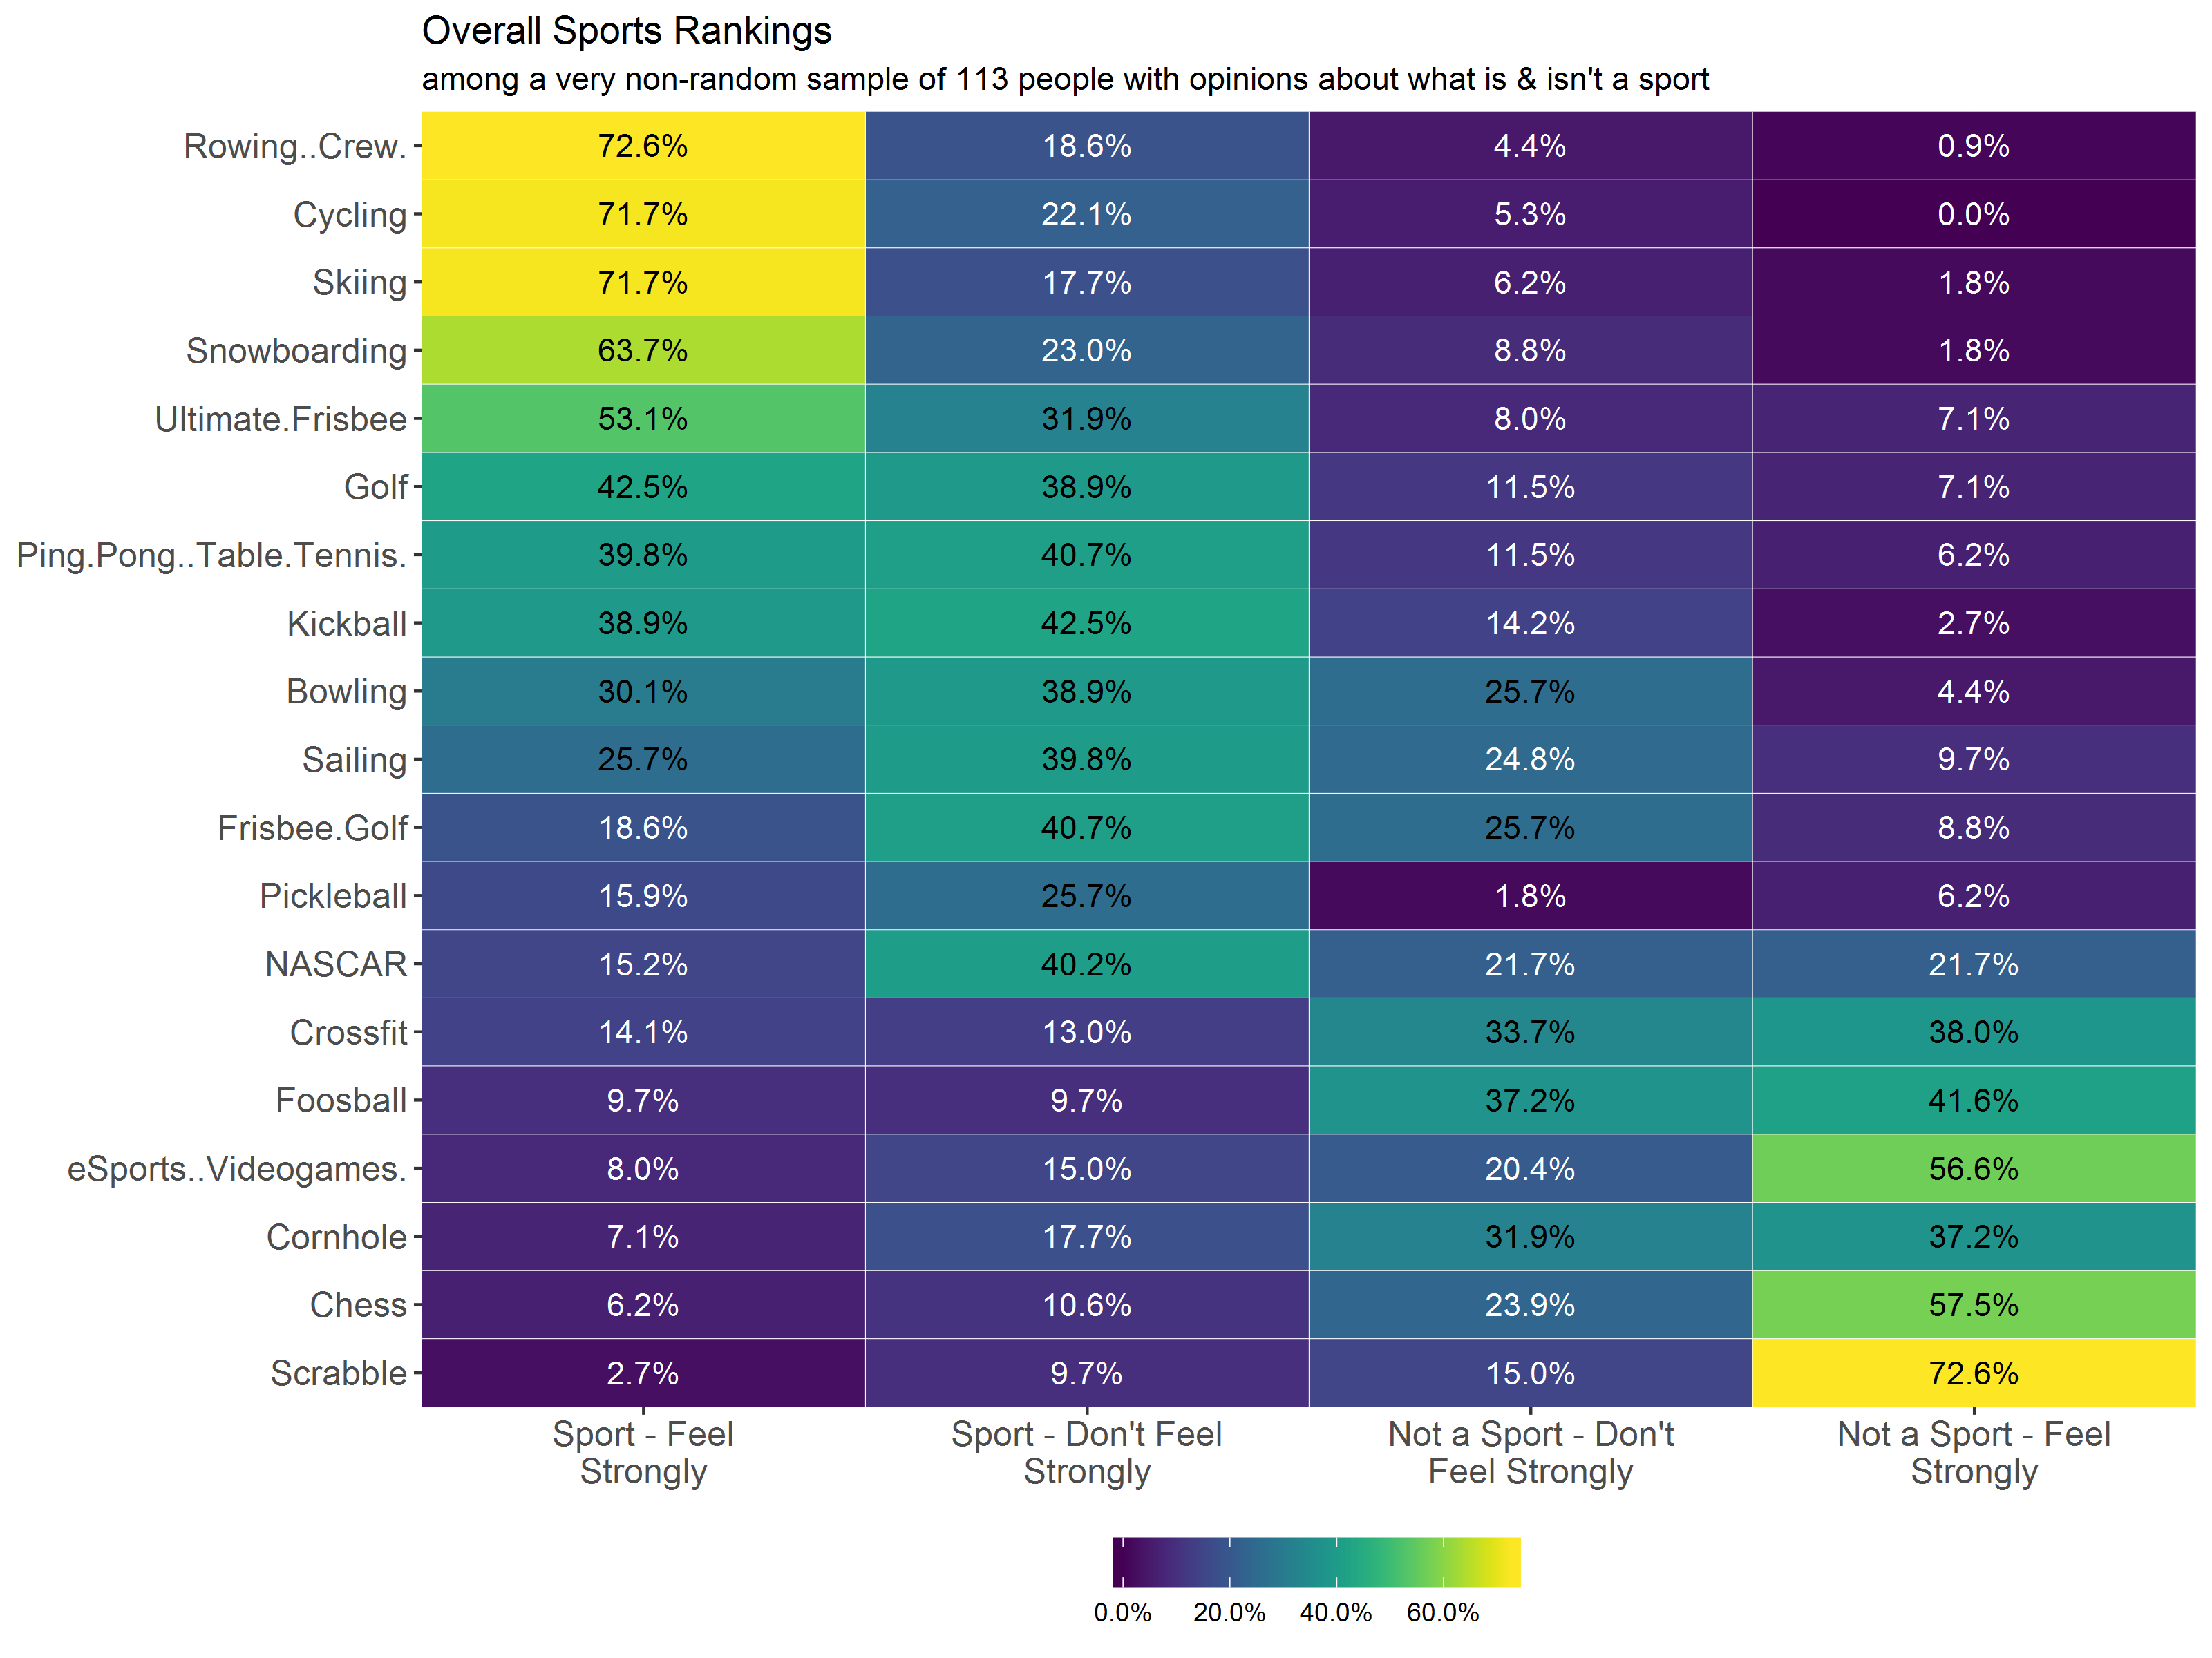 Overall Sports Rankings
among a very non-random sample of 113 people with opinions about what is & isn't a sport
Rowing..Crew. 72.6% 18.6% 4.4% 0.9%
Cycling 71.7% 22.1% 5.3% 0.0%
Skiing 71.7% 17.7% 6.2% 1.8%
Snowboarding 63.7% 23.0% 8.8% 1.8%
Ultimate.Frisbee 53.1% 31.9% 8.0% 7.1%
Golf 42.5% 38.9% 11.5% 7.1%
Ping.Pong..Table.Tennis. 39.8% 40.7% 11.5% 6.2%
Kickball 38.9% 42.5% 14.2% 2.7%
Bowling 30.1% 38.9% 25.7% 4.4%
Sailing 25.7% 39.8% 24.8% 9.7%
Frisbee.Golf 18.6% 40.7% 25.7% 8.8%
Pickleball 15.9% 25.7% 1.8% 6.2%
NASCAR 15.2% 40.2% 21.7% 21.7%
Crossfit 14.1% 13.0% 33.7% 38.0%
Foosball 9.7% 9.7% 37.2% 41.6%
eSports..Videogames. 8.0% 15.0% 20.4% 56.6%
Cornhole 7.1% 17.7% 31.9% 37.2%
Chess 6.2% 10.6% 23.9% 57.5%
Scrabble 2.7% 9.7% 15.0% 72.6%
Sport - Feel Sport - Don't Feel Not a Sport - Don't Not a Sport - Feel
Strongly Strongly Feel Strongly Strongly
0.0% 20.0% 40.0% 60.0%